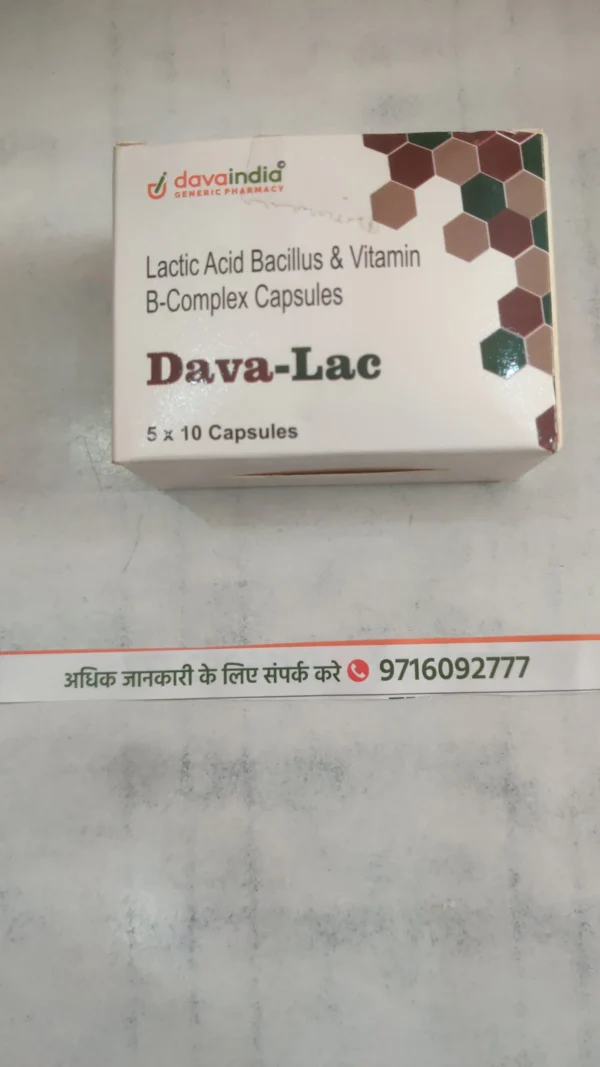 davaindia
GENERIC PHARMACY
Lactic Acid Bacillus & Vitamin
B-Complex Capsules
Dava-Lac
5 x 10 Capsules
अधिक जानकारी के लिए संपर्क करे 9716092777